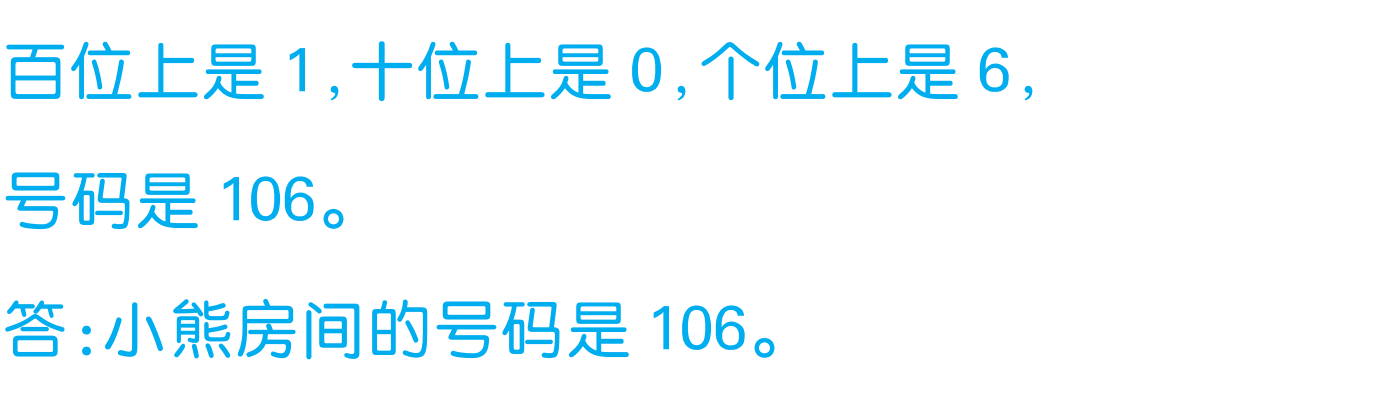 百位上是 1,十位上是 0,个位上是 6,
号码是 106。
答:小熊房间的号码是 106。